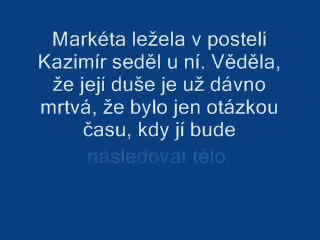 Markéta ležela v posteli
Kazimír seděl u ní. Věděla,
že její duše je už dávno
mrtvá, že bylo jen otázkou
času, kdy jí bude
následovat tělo.